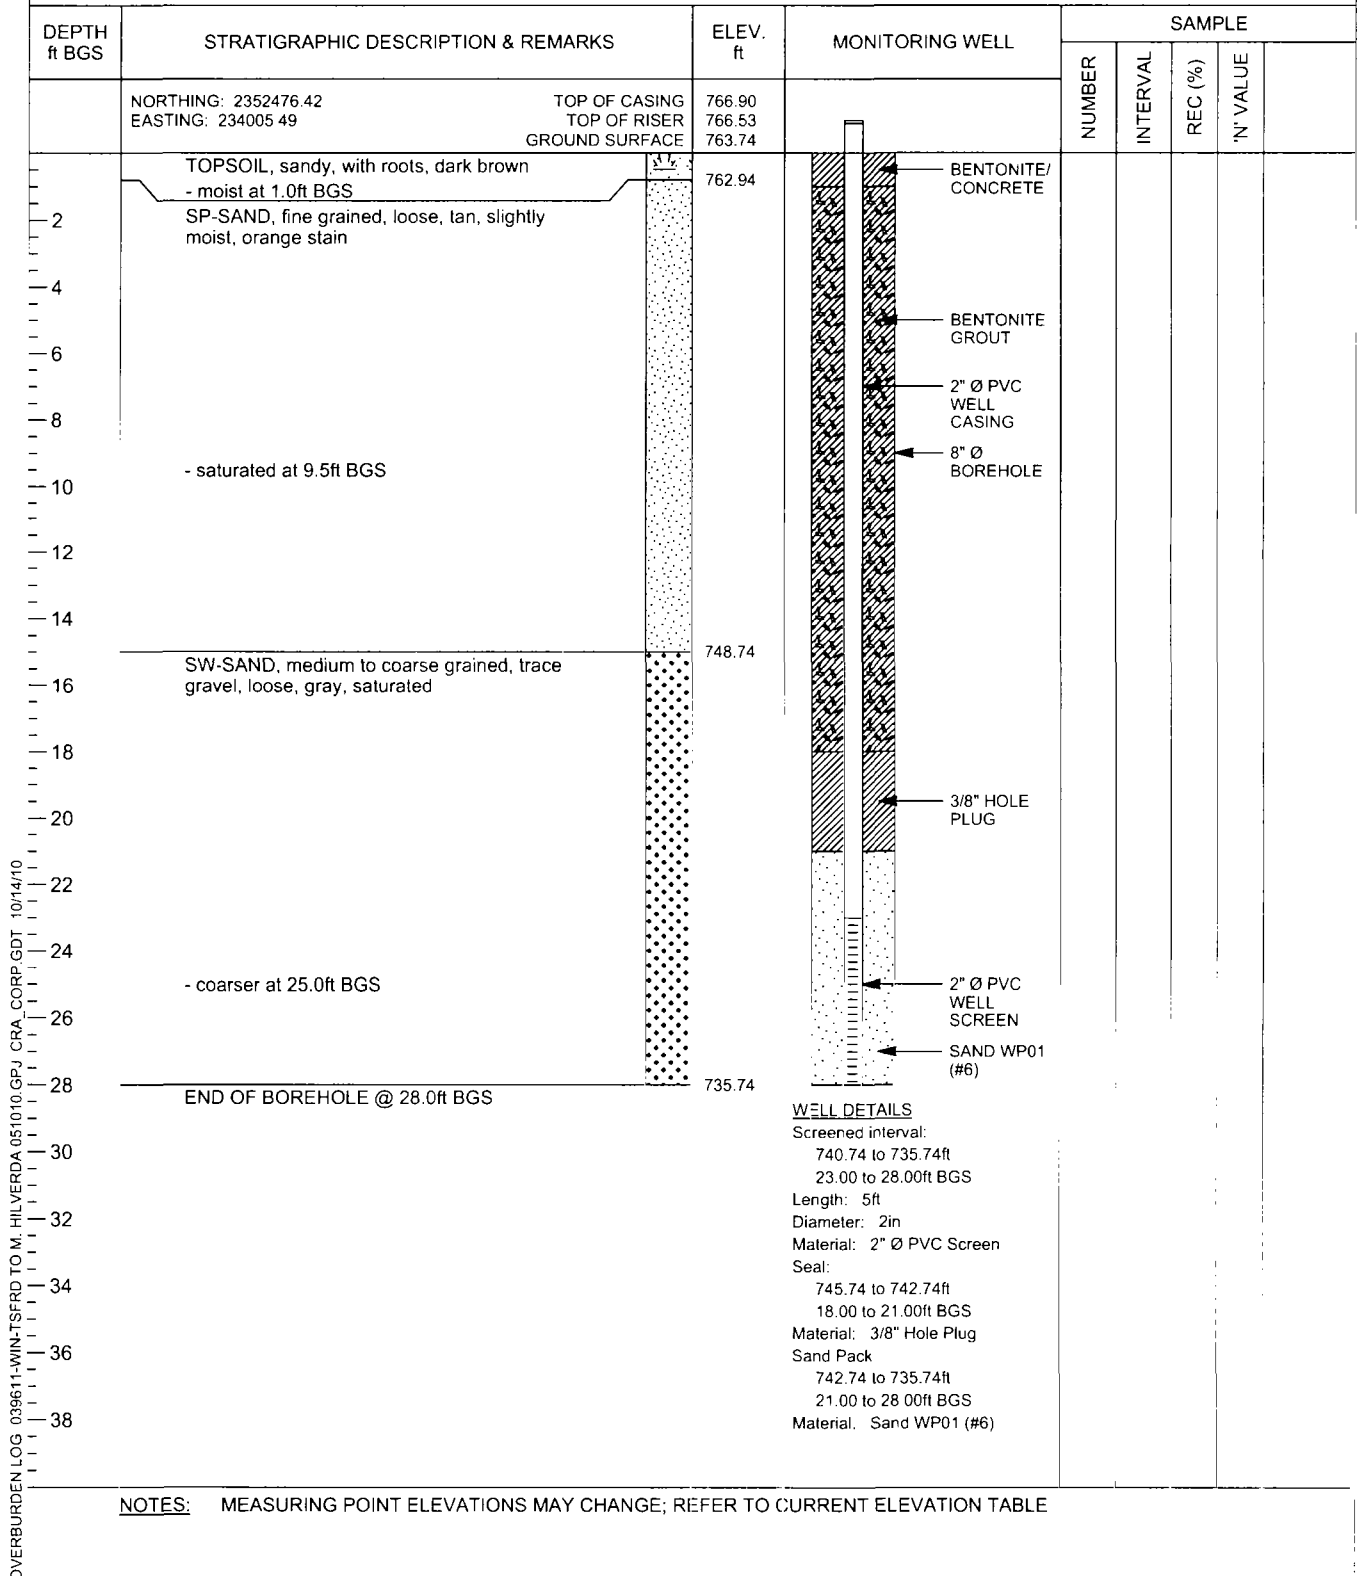 DEPTH
ft BGS
STRATIGRAPHIC DESCRIPTION & REMARKS
ELEV.
ft
MONITORING WELL
SAMPLE
NUMBER
INTERVAL
REC (%)
'N' VALUE
NORTHING: 2352476.42
EASTING: 234005 49
TOP OF CASING 766.90
TOP OF RISER 766.53
GROUND SURFACE 763.74
TOPSOIL, sandy, with roots, dark brown
- moist at 1.0ft BGS
762.94
SP-SAND, fine grained, loose, tan, slightly
moist, orange stain
- saturated at 9.5ft BGS
748.74
SW-SAND, medium to coarse grained, trace
gravel, loose, gray, saturated
- coarser at 25.0ft BGS
735.74
END OF BOREHOLE @ 28.0ft BGS
2
4
6
8
10
12
14
16
18
20
22
24
26
28
30
32
34
36
38
BENTONITE/
CONCRETE
BENTONITE
GROUT
2" Ø PVC
WELL
CASING
8" Ø
BOREHOLE
3/8" HOLE
PLUG
2" Ø PVC
WELL
SCREEN
SAND WP01
(#6)
WELL DETAILS
Screened interval:
740.74 to 735.74ft
23.00 to 28.00ft BGS
Length: 5ft
Diameter: 2in
Material: 2" Ø PVC Screen
Seal:
745.74 to 742.74ft
18.00 to 21.00ft BGS
Material: 3/8" Hole Plug
Sand Pack
742.74 to 735.74ft
21.00 to 28 00ft BGS
Material. Sand WP01 (#6)
NOTES: MEASURING POINT ELEVATIONS MAY CHANGE; REFER TO CURRENT ELEVATION TABLE
OVERBURDEN LOG 039611-WIN-TSFRD TO M. HILVERDA 051010.GPJ CRA_CORP.GDT 10/14/10